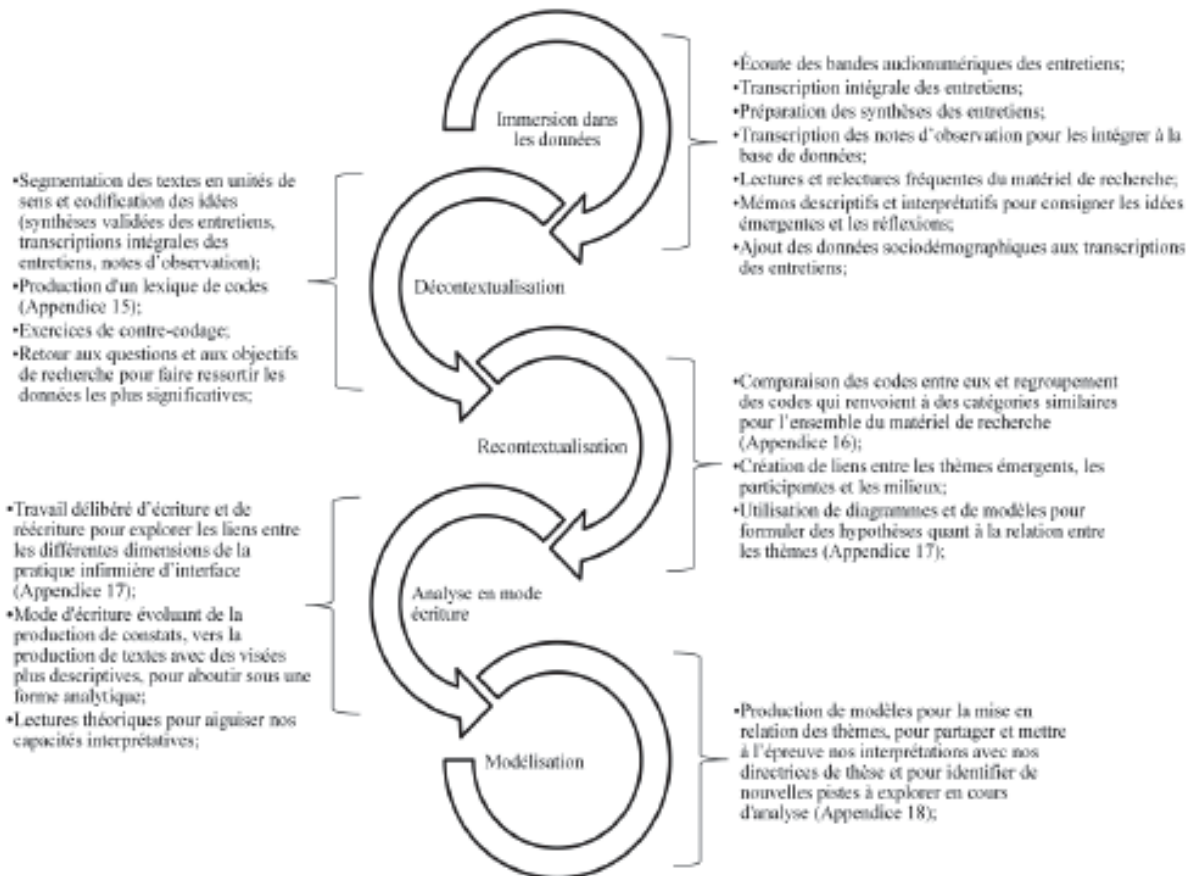 Immersion dans
les données
•Écoute des bandes audionumériques des entretiens;
•Transcription intégrale des entretiens;
•Préparation des synthèses des entretiens;
•Transcription des notes d'observation pour les intégrer à la
base de données;
•Lectures et relectures fréquentes du matériel de recherche;
•Mémos descriptifs et interprétatifs pour consigner les idées
émergentes et les réflexions;
•Ajout des données sociodémographiques aux transcriptions
des entretiens;
•Segmentation des textes en unités de
sens et codification des idées
(synthèses validées des entretiens,
transcriptions intégrales des
entretiens, notes d'observation);
•Production d'un lexique de codes
(Appendice 15);
•Exercices de contre-codage;
•Retour aux questions et aux objectifs
de recherche pour faire ressortir les
données les plus significatives;
Décontextualisation
Recontextualisation
•Comparaison des codes entre eux et regroupement
des codes qui renvoient à des catégories similaires
pour l'ensemble du matériel de recherche
(Appendice 16);
•Création de liens entre les thèmes émergents, les
participantes et les milieux;
•Utilisation de diagrammes et de modèles pour
formuler des hypothèses quant à la relation entre
les thèmes (Appendice 17);
•Travail délibéré d'écriture et de
réécriture pour explorer les liens entre
les différentes dimensions de la
pratique infirmière d'interface
(Appendice 17);
•Mode d'écriture évoluant de la
production de constats, vers la
production de textes avec des visées
plus descriptives, pour aboutir sous une
forme analytique;
•Lectures théoriques pour aiguiser nos
capacités interprétatives;
Analyse en mode
écriture
Modélisation
•Production de modèles pour la mise en
relation des thèmes, pour partager et mettre
à l'épreuve nos interprétations avec nos
directrices de thèse et pour identifier de
nouvelles pistes à explorer en cours
d'analyse (Appendice 18);